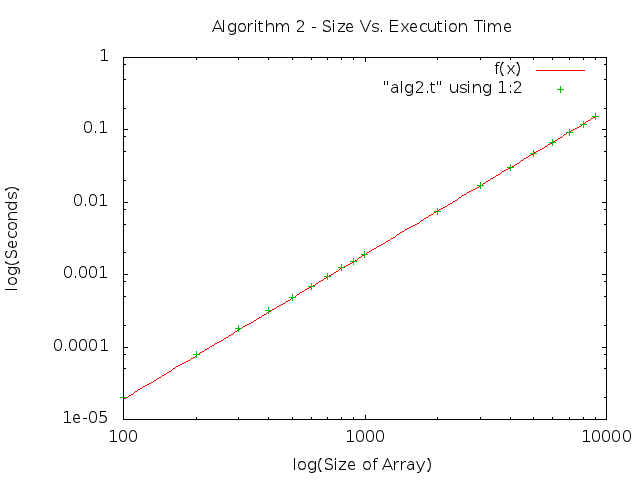 Algorithm 2 - Size Vs. Execution Time
f(x)
"alg2.t" using 1:2
1
0.1
0.01
0.001
0.0001
1e-05
log(Seconds)
100 1000 10000
log(Size of Array)